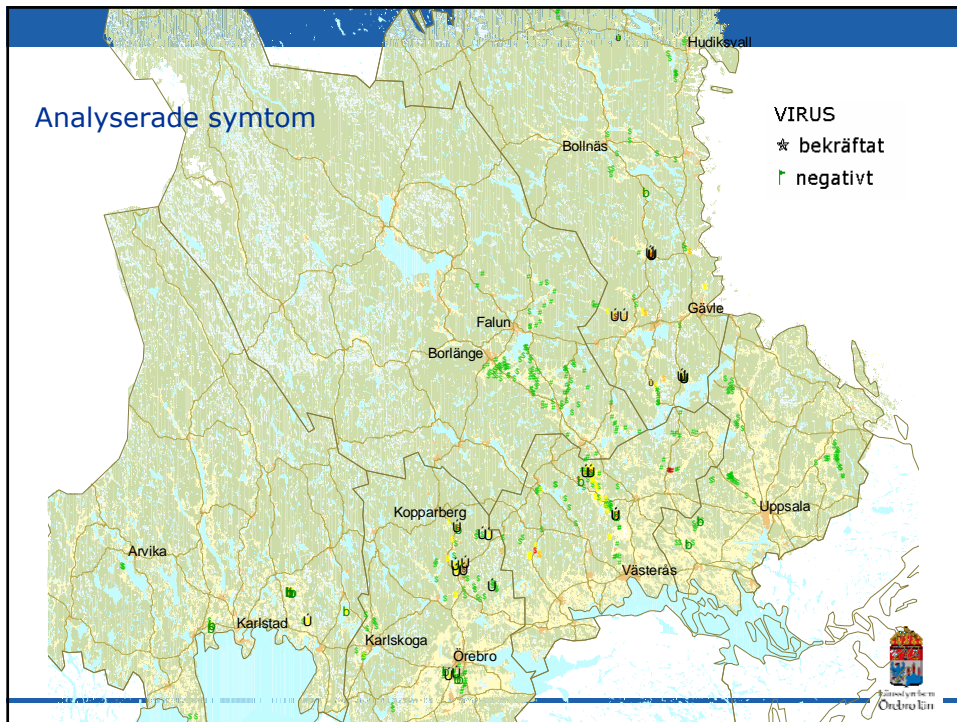 Hudiksvall
Analyserade symtom
VIRUS
bekräftat
negativt
Bollnäs
Gävle
Falun
Borlänge
Kopparberg
Uppsala
Arvika
Västerås
Karlstad
Karlskoga
Örebro
Länsstyrelsen
Örebro län